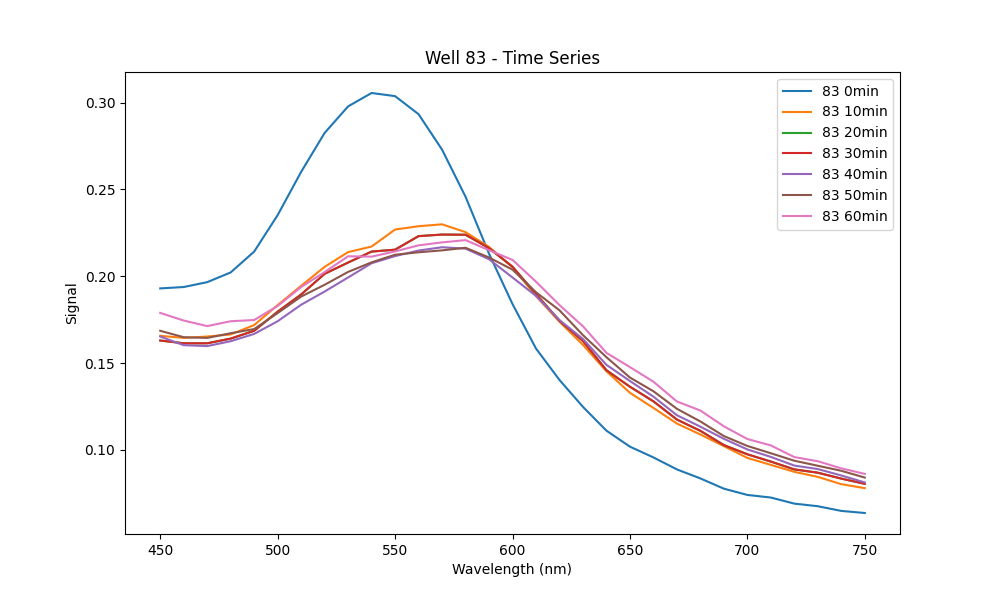 Well 83 - Time Series
83 0min
83 10min
83 20min
83 30min
83 40min
83 50min
83 60min
Signal
0.30
0.25
0.20
0.15
0.10
450 500 550 600 650 700 750
Wavelength (nm)